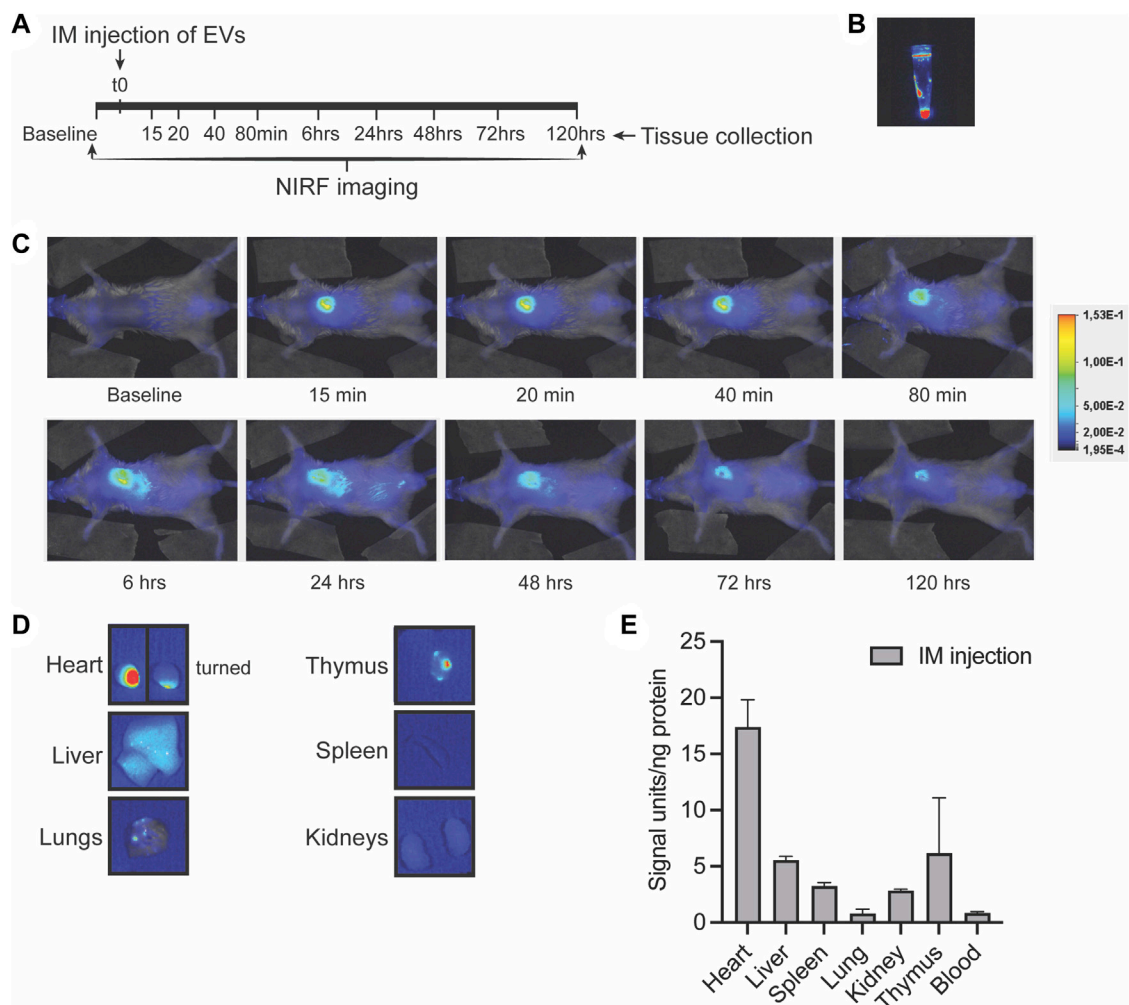 A
IM injection of EVs
t0
Baseline 15 20 40 80min 6hrs 24hrs 48hrs 72hrs 120hrs
Tissue collection
NIRF imaging
B
C
Baseline 15 min 20 min 40 min 80 min
6 hrs 24 hrs 48 hrs 72 hrs 120 hrs
1,53E-1
1,00E-1
5,00E-2
2,00E-2
1,95E-4
D
Heart turned
Liver
Lungs
Thymus
Spleen
Kidneys
E
Signal units/ng protein
25
20
15
10
5
0
IM injection
Heart Liver Spleen Lung Kidney Thymus Blood